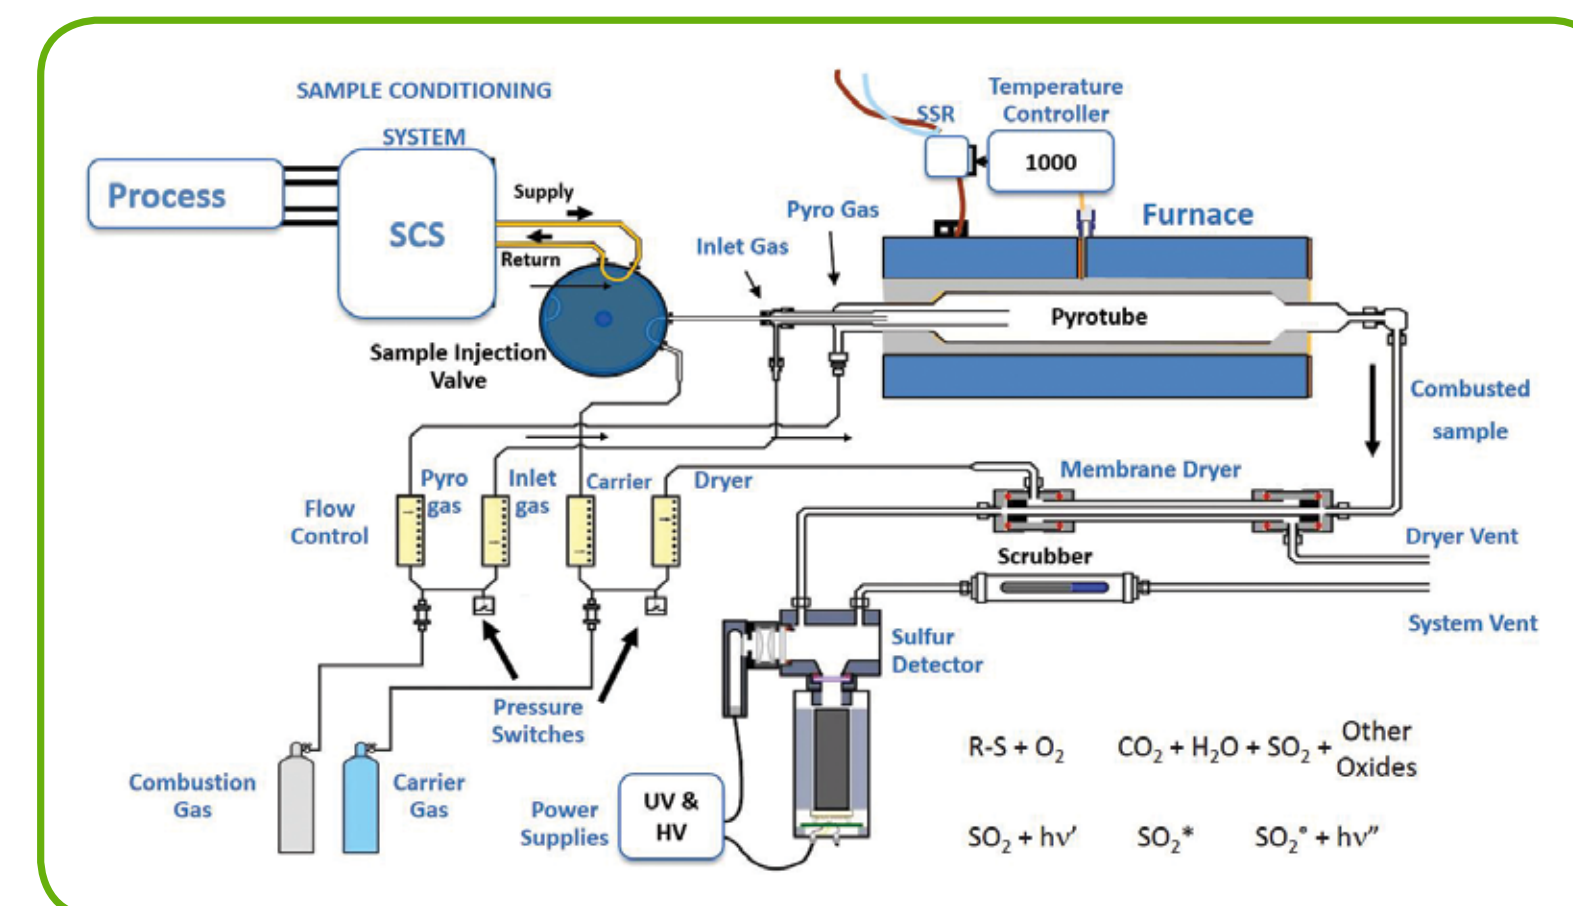 SAMPLE CONDITIONING
SYSTEM
Process
SCS
Supply
Return
Sample Injection
Valve
Inlet Gas
Pyro Gas
SSR
Temperature
Controller
1000
Furnace
Pyrotube
Combusted
sample
Flow
Control
Pyro
gas
Inlet
gas
Carrier
Dryer
Membrane Dryer
Dryer Vent
Scrubber
System Vent
Sulfur
Detector
Pressure
Switches
Combustion
Gas
Carrier
Gas
Power
Supplies
UV &
HV
R-S + O₂ CO₂ + H₂O + SO₂ + Other
Oxides
SO₂ + hν′ SO₂* SO₂° + hν″